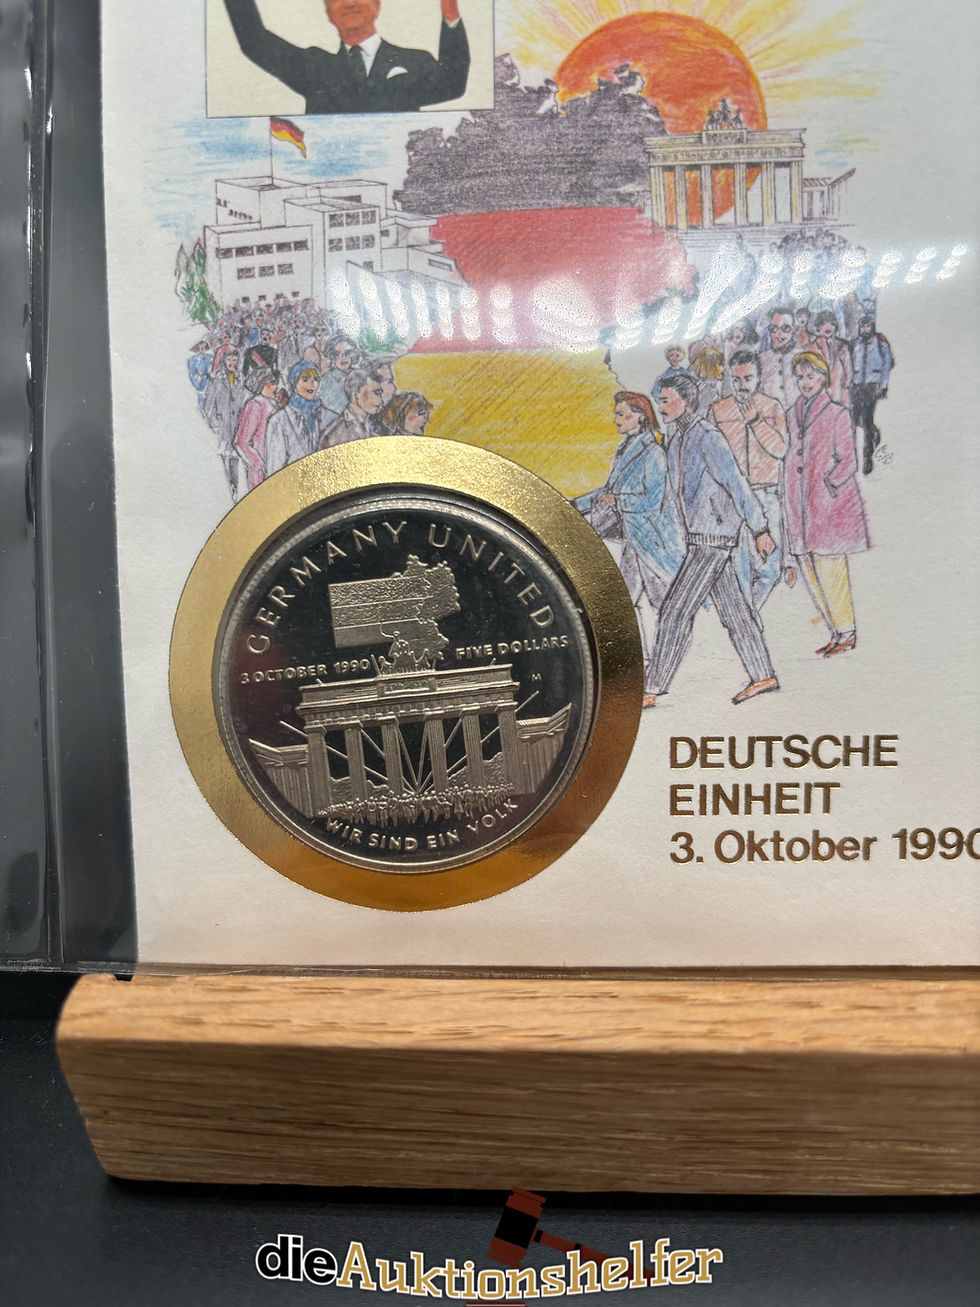 GERMANY UNITED
3 OCTOBER 1990
FIVE DOLLARS
M
WIR SIND EIN VOLK
DEUTSCHE
EINHEIT
3. Oktober 1990
dieAuktionshelfer